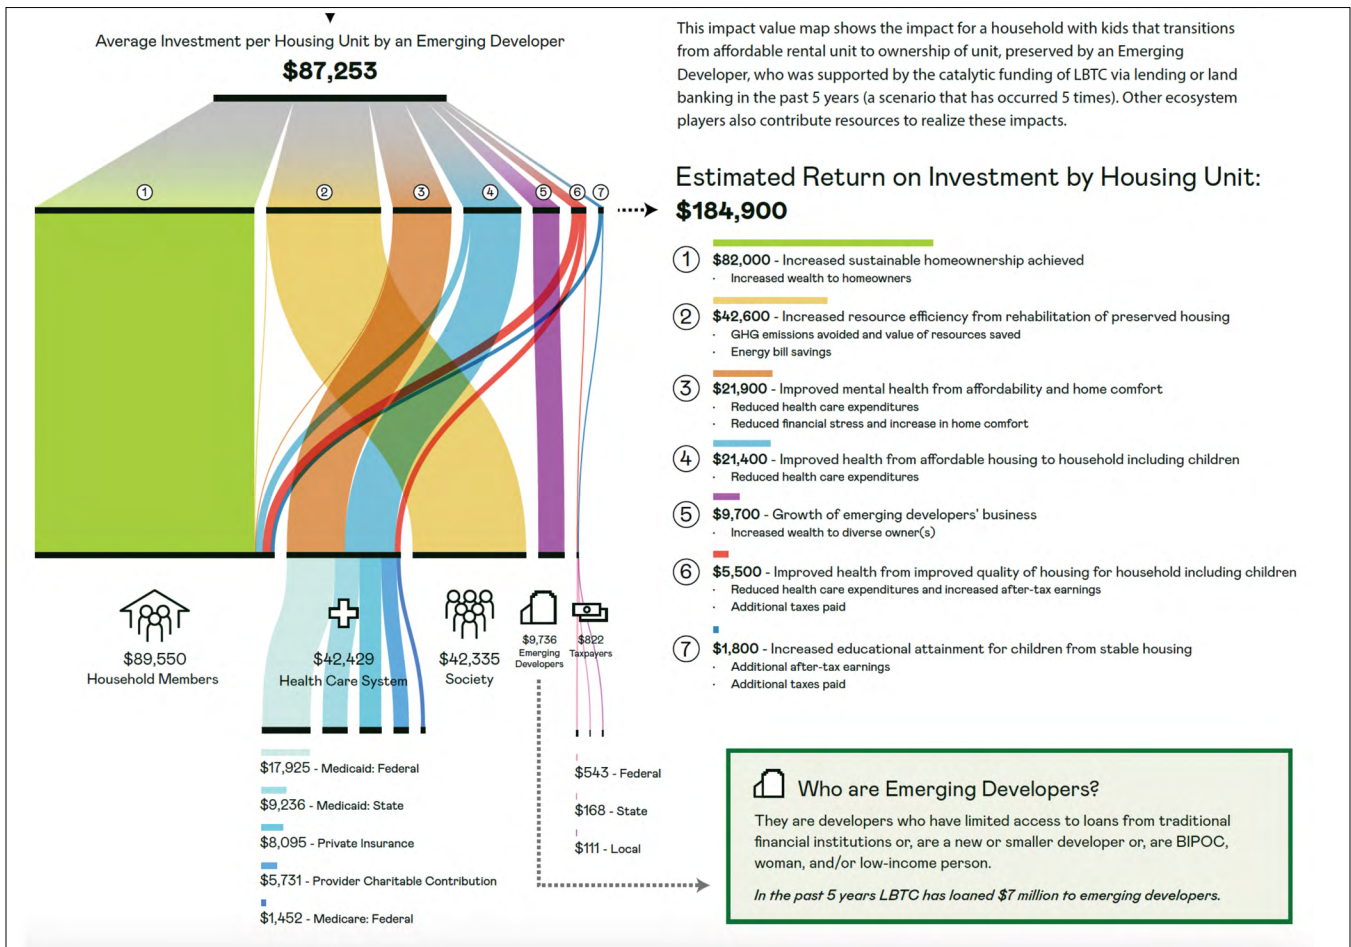 Average Investment per Housing Unit by an Emerging Developer
$87,253
1
2
3
4
5
6
7
$89,550
Household Members
$42,429
Health Care System
$42,335
Society
$9,736
Emerging
Developers
$822
Taxpayers
$17,925 - Medicaid: Federal
$9,236 - Medicaid: State
$8,095 - Private Insurance
$5,731 - Provider Charitable Contribution
$1,452 - Medicare: Federal
$543 - Federal
$168 - State
$111 - Local
This impact value map shows the impact for a household with kids that transitions
from affordable rental unit to ownership of unit, preserved by an Emerging
Developer, who was supported by the catalytic funding of LBTC via lending or land
banking in the past 5 years (a scenario that has occurred 5 times). Other ecosystem
players also contribute resources to realize these impacts.
Estimated Return on Investment by Housing Unit:
$184,900
1 $82,000 - Increased sustainable homeownership achieved
· Increased wealth to homeowners
2 $42,600 - Increased resource efficiency from rehabilitation of preserved housing
· GHG emissions avoided and value of resources saved
· Energy bill savings
3 $21,900 - Improved mental health from affordability and home comfort
· Reduced health care expenditures
· Reduced financial stress and increase in home comfort
4 $21,400 - Improved health from affordable housing to household including children
· Reduced health care expenditures
5 $9,700 - Growth of emerging developers' business
· Increased wealth to diverse owner(s)
6 $5,500 - Improved health from improved quality of housing for household including children
· Reduced health care expenditures and increased after-tax earnings
· Additional taxes paid
7 $1,800 - Increased educational attainment for children from stable housing
· Additional after-tax earnings
· Additional taxes paid
Who are Emerging Developers?
They are developers who have limited access to loans from traditional
financial institutions or, are a new or smaller developer or, are BIPOC,
woman, and/or low-income person.
In the past 5 years LBTC has loaned $7 million to emerging developers.